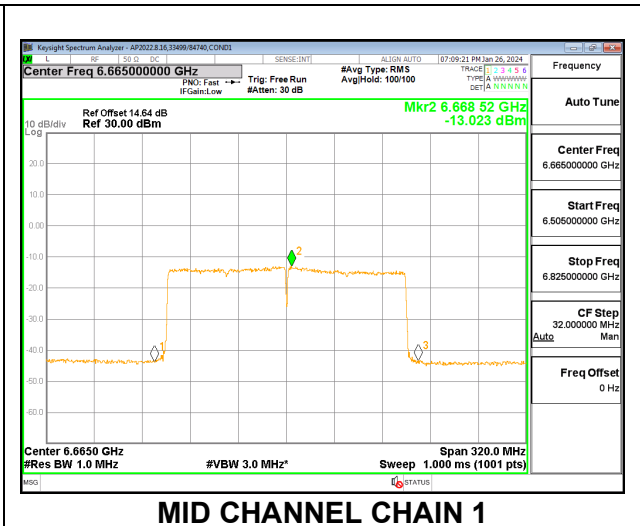 Keysight Spectrum Analyzer - AP2022.8.16,33499/84740,COND1
L RF 50 Ω DC SENSE:INT ALIGN AUTO 07:09:21 PM Jan 26, 2024
Center Freq 6.665000000 GHz
PNO: Fast
IFGain:Low
Trig: Free Run
#Atten: 30 dB
#Avg Type: RMS
Avg|Hold: 100/100
TRACE 1 2 3 4 5 6
TYPE A WWWWW
DET A N N N N N
Ref Offset 14.64 dB
10 dB/div Ref 30.00 dBm
Log
Mkr2 6.668 52 GHz
-13.023 dBm
20.0
10.0
0.00
-10.0
-20.0
-30.0
-40.0
-50.0
-60.0
1
2
3
Center 6.6650 GHz Span 320.0 MHz
#Res BW 1.0 MHz #VBW 3.0 MHz* Sweep 1.000 ms (1001 pts)
MSG STATUS
Frequency
Auto Tune
Center Freq
6.665000000 GHz
Start Freq
6.505000000 GHz
Stop Freq
6.825000000 GHz
CF Step
32.000000 MHz
Auto Man
Freq Offset
0 Hz
MID CHANNEL CHAIN 1